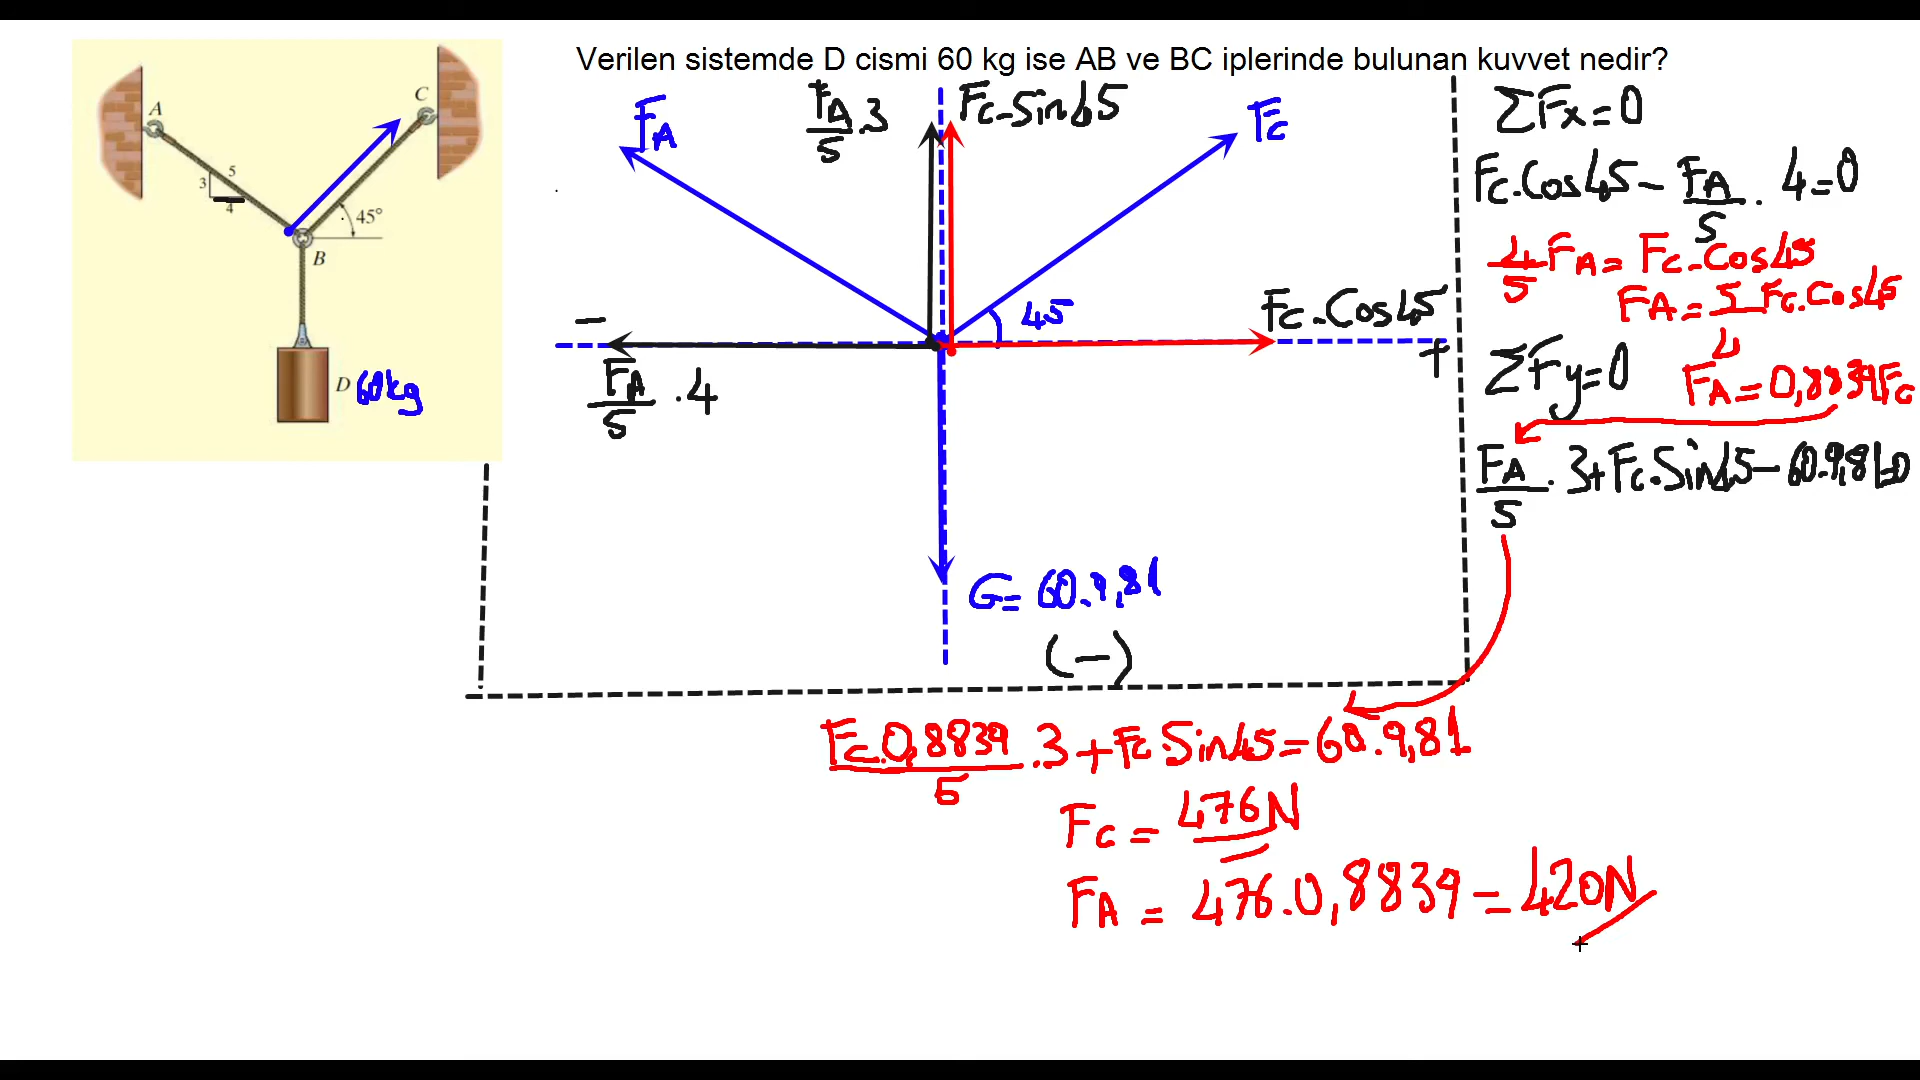 Verilen sistemde D cismi 60 kg ise AB ve BC iplerinde bulunan kuvvet nedir?
A
C
5
3
4
45°
B
D 60kg
FA
FA/5 .3
Fc.Sin45
Fc
45
Fc.Cos45
−
+
FA/5 .4
G=60.9,81
(−)
ΣFx=0
Fc.Cos45−FA/5 . 4=0
4/5 FA=Fc.Cos45
FA=5/4 Fc.Cos45
ΣFy=0
FA=0,8839Fc
FA/5 . 3+Fc.Sin45−60.9,81=0
Fc.0,8839/5 .3+Fc.Sin45=60.9,81
Fc=476N
FA=476.0,8839=420N